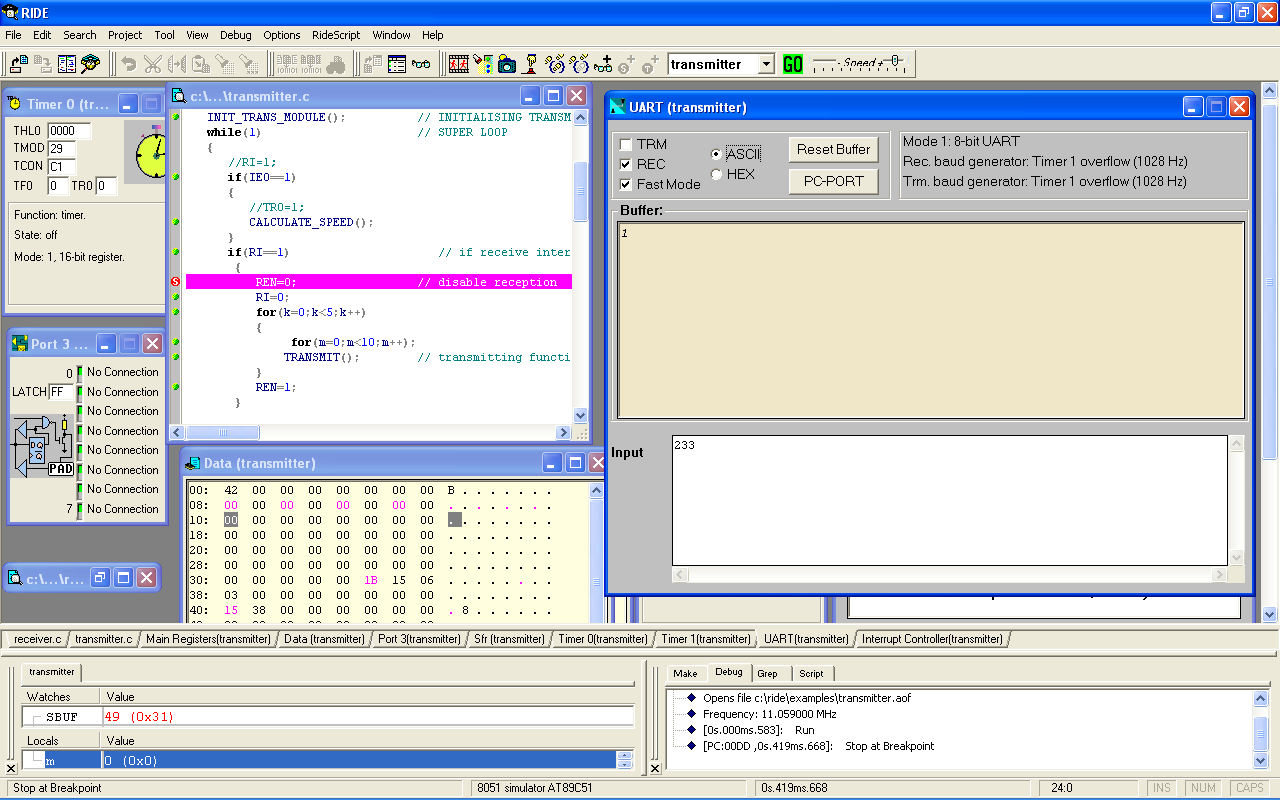 RIDE
File Edit Search Project Tool View Debug Options RideScript Window Help
transmitter GO Speed +
Timer 0 (tr...
THL0 0000
TMOD 29
TCON C1
TF0 0 TR0 0
Function: timer.
State: off
Mode: 1, 16-bit register.
Port 3 ...
0 No Connection
LATCH FF No Connection
No Connection
No Connection
No Connection
PAD No Connection
No Connection
7 No Connection
c:\...\r...
c:\...\transmitter.c
INIT_TRANS_MODULE(); // INITIALISING TRANSM
while(1) // SUPER LOOP
{
//RI=1;
if(IE0==1)
{
//TR0=1;
CALCULATE_SPEED();
}
if(RI==1) // if receive inter
{
REN=0; // disable reception
RI=0;
for(k=0;k<5;k++)
{
for(m=0;m<10;m++);
TRANSMIT(); // transmitting functi
}
REN=1;
}
Data (transmitter)
00: 42 00 00 00 00 00 00 00 B.......
08: 00 00 00 00 00 00 00 00 ........
10: 00 00 00 00 00 00 00 00 ........
18: 00 00 00 00 00 00 00 00 ........
20: 00 00 00 00 00 00 00 00 ........
28: 00 00 00 00 00 00 00 00 ........
30: 00 00 00 00 00 1B 15 06 ........
38: 03 00 00 00 00 00 00 00 ........
40: 15 38 00 00 00 00 00 00 .8......
UART (transmitter)
TRM
REC
Fast Mode
ASCII
HEX
Reset Buffer
PC-PORT
Mode 1: 8-bit UART
Rec. baud generator: Timer 1 overflow (1028 Hz)
Trm. baud generator: Timer 1 overflow (1028 Hz)
Buffer:
1
Input
233
receiver.c transmitter.c Main Registers(transmitter) Data (transmitter) Port 3(transmitter) Sfr (transmitter) Timer 0(transmitter) Timer 1(transmitter) UART(transmitter) Interrupt Controller(transmitter)
transmitter
Watches Value
SBUF 49 (0x31)
Locals Value
m 0 (0x0)
Make Debug Grep Script
Opens file c:\ride\examples\transmitter.aof
Frequency: 11.059000 MHz
[0s.000ms.583]: Run
[PC:00DD ,0s.419ms.668]: Stop at Breakpoint
Stop at Breakpoint 8051 simulator AT89C51 0s.419ms.668 24:0 INS NUM CAPS